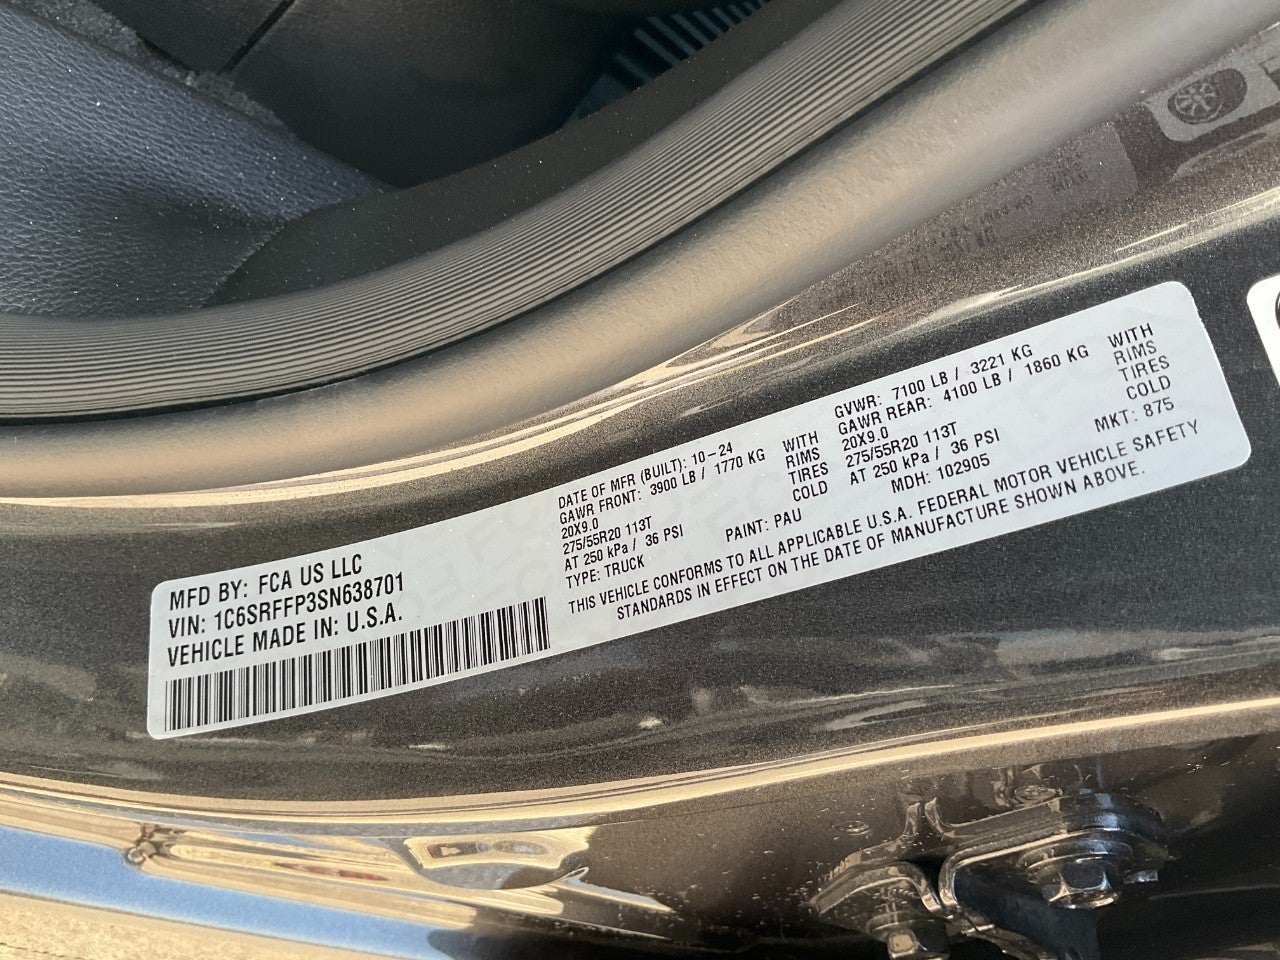 MFD BY: FCA US LLC
VIN: 1C6SRFFP3SN638701
VEHICLE MADE IN: U.S.A.
DATE OF MFR (BUILT): 10-24
GAWR FRONT: 3900 LB / 1770 KG WITH
20X9.0 RIMS
275/55R20 113T TIRES
AT 250 kPa / 36 PSI COLD
TYPE: TRUCK PAINT: PAU
GVWR: 7100 LB / 3221 KG
GAWR REAR: 4100 LB / 1860 KG WITH
20X9.0 RIMS
275/55R20 113T TIRES
AT 250 kPa / 36 PSI COLD
MDH: 102905 MKT: 875
THIS VEHICLE CONFORMS TO ALL APPLICABLE U.S.A. FEDERAL MOTOR VEHICLE SAFETY
STANDARDS IN EFFECT ON THE DATE OF MANUFACTURE SHOWN ABOVE.